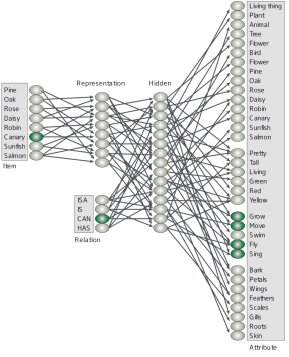 Living thing
Plant
Animal
Tree
Flower
Bird
Flower
Pine
Oak
Rose
Daisy
Robin
Canary
Sunfish
Salmon
Representation
Hidden
Pine
Oak
Rose
Daisy
Robin
Canary
Sunfish
Salmon
Item
Pretty
Tall
Living
Green
Red
Yellow
ISA
IS
CAN
HAS
Relation
Grow
Move
Swim
Fly
Sing
Bark
Petals
Wings
Feathers
Scales
Gills
Roots
Skin
Attribute